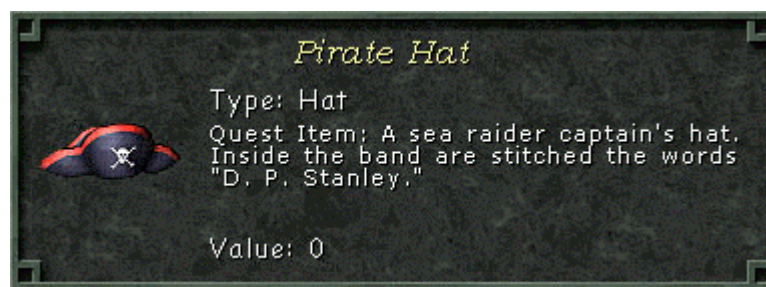 Pirate Hat
Type: Hat
Quest Item: A sea raider captain's hat.
Inside the band are stitched the words
"D. P. Stanley."
Value: 0